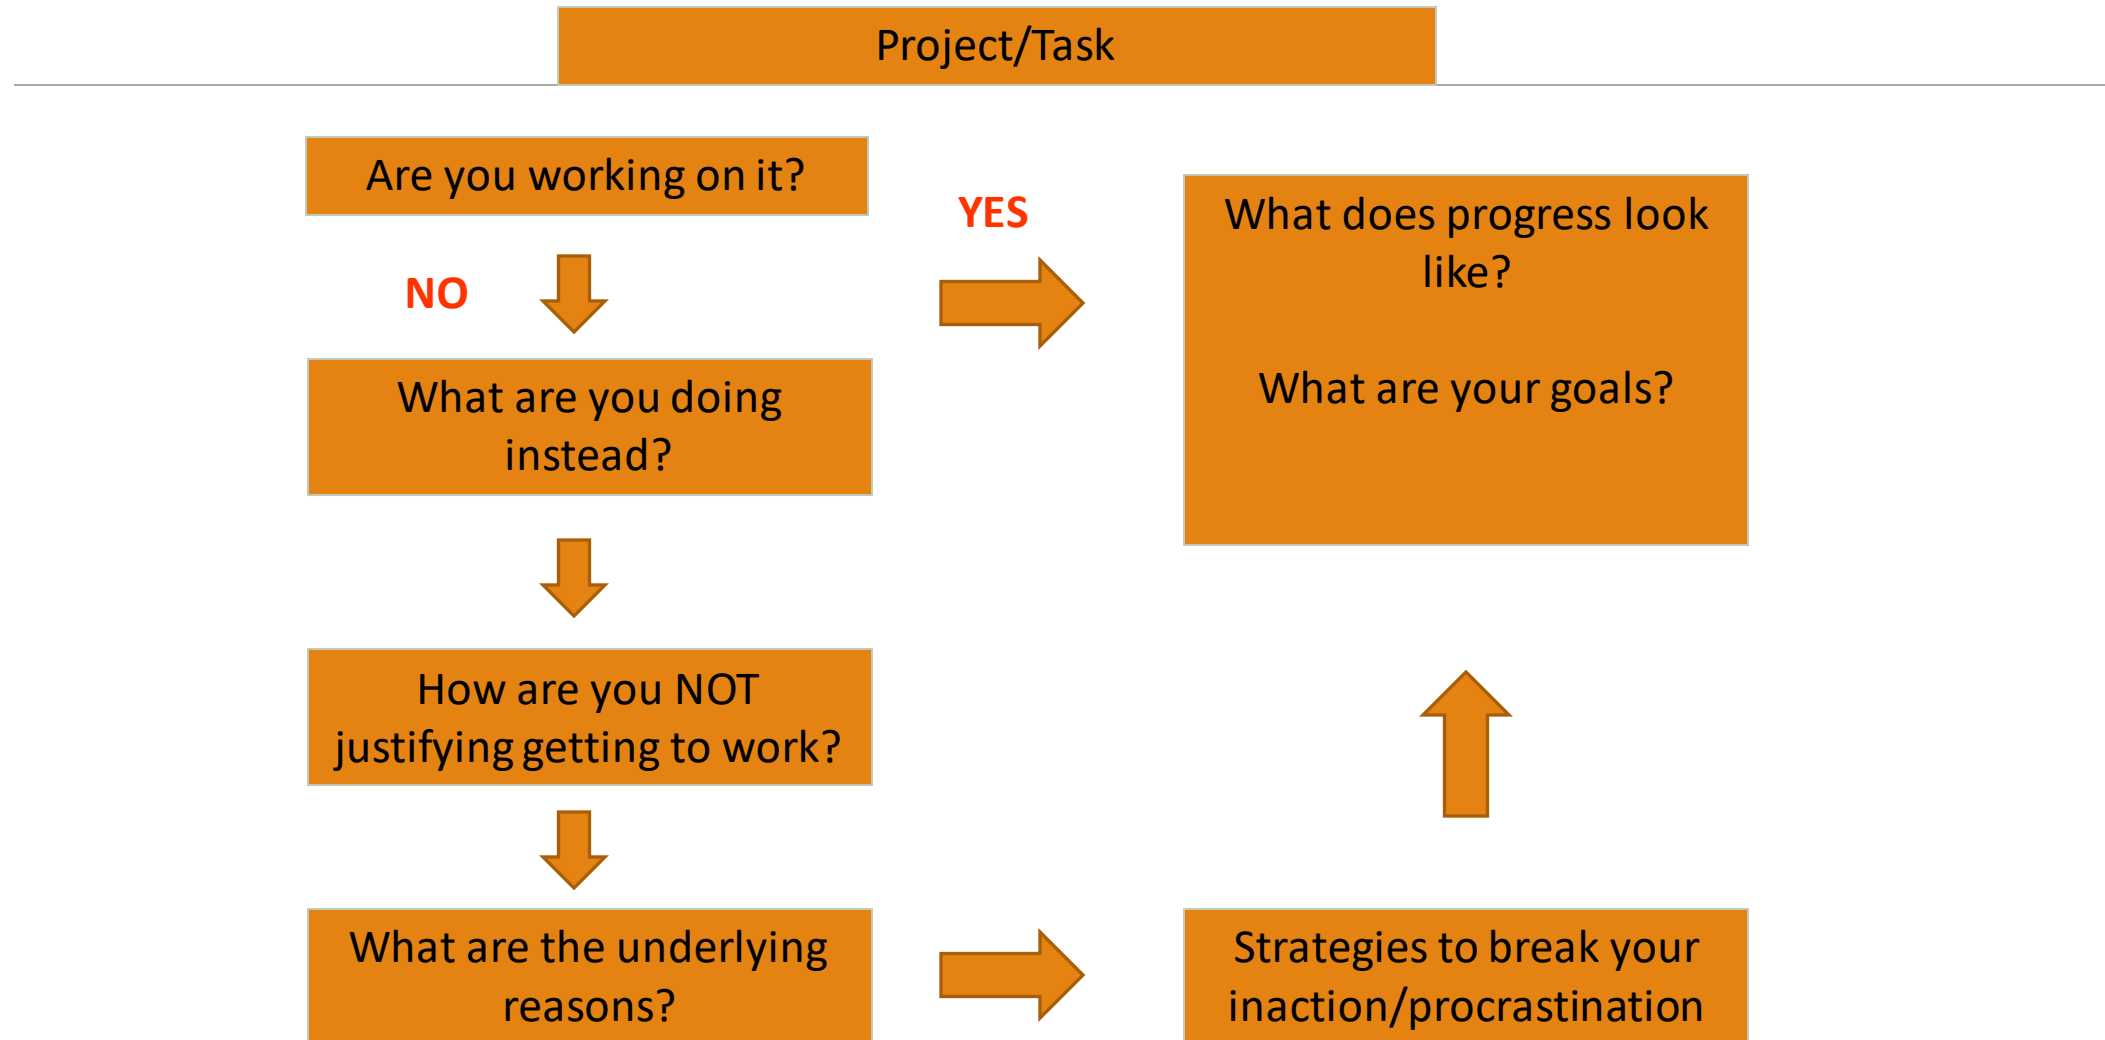 Project/Task
Are you working on it?
YES
NO
What does progress look
like?
What are your goals?
What are you doing
instead?
How are you NOT
justifying getting to work?
What are the underlying
reasons?
Strategies to break your
inaction/procrastination